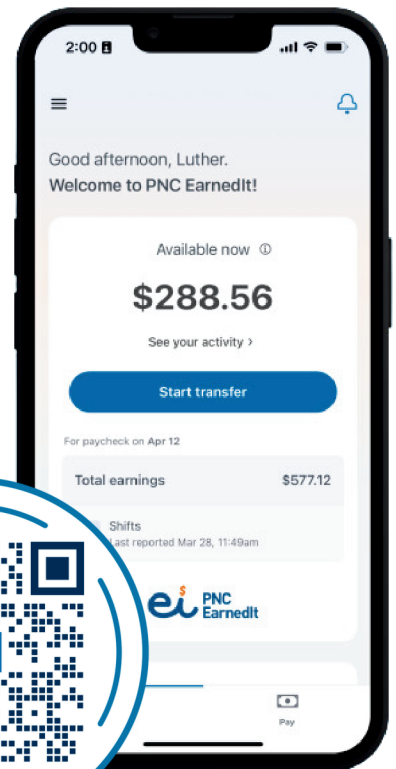 2:00
Good afternoon, Luther.
Welcome to PNC EarnedIt!
Available now
$288.56
See your activity >
Start transfer
For paycheck on Apr 12
Total earnings $577.12
Shifts
Last reported Mar 28, 11:49am
ei PNC
EarnedIt
Pay